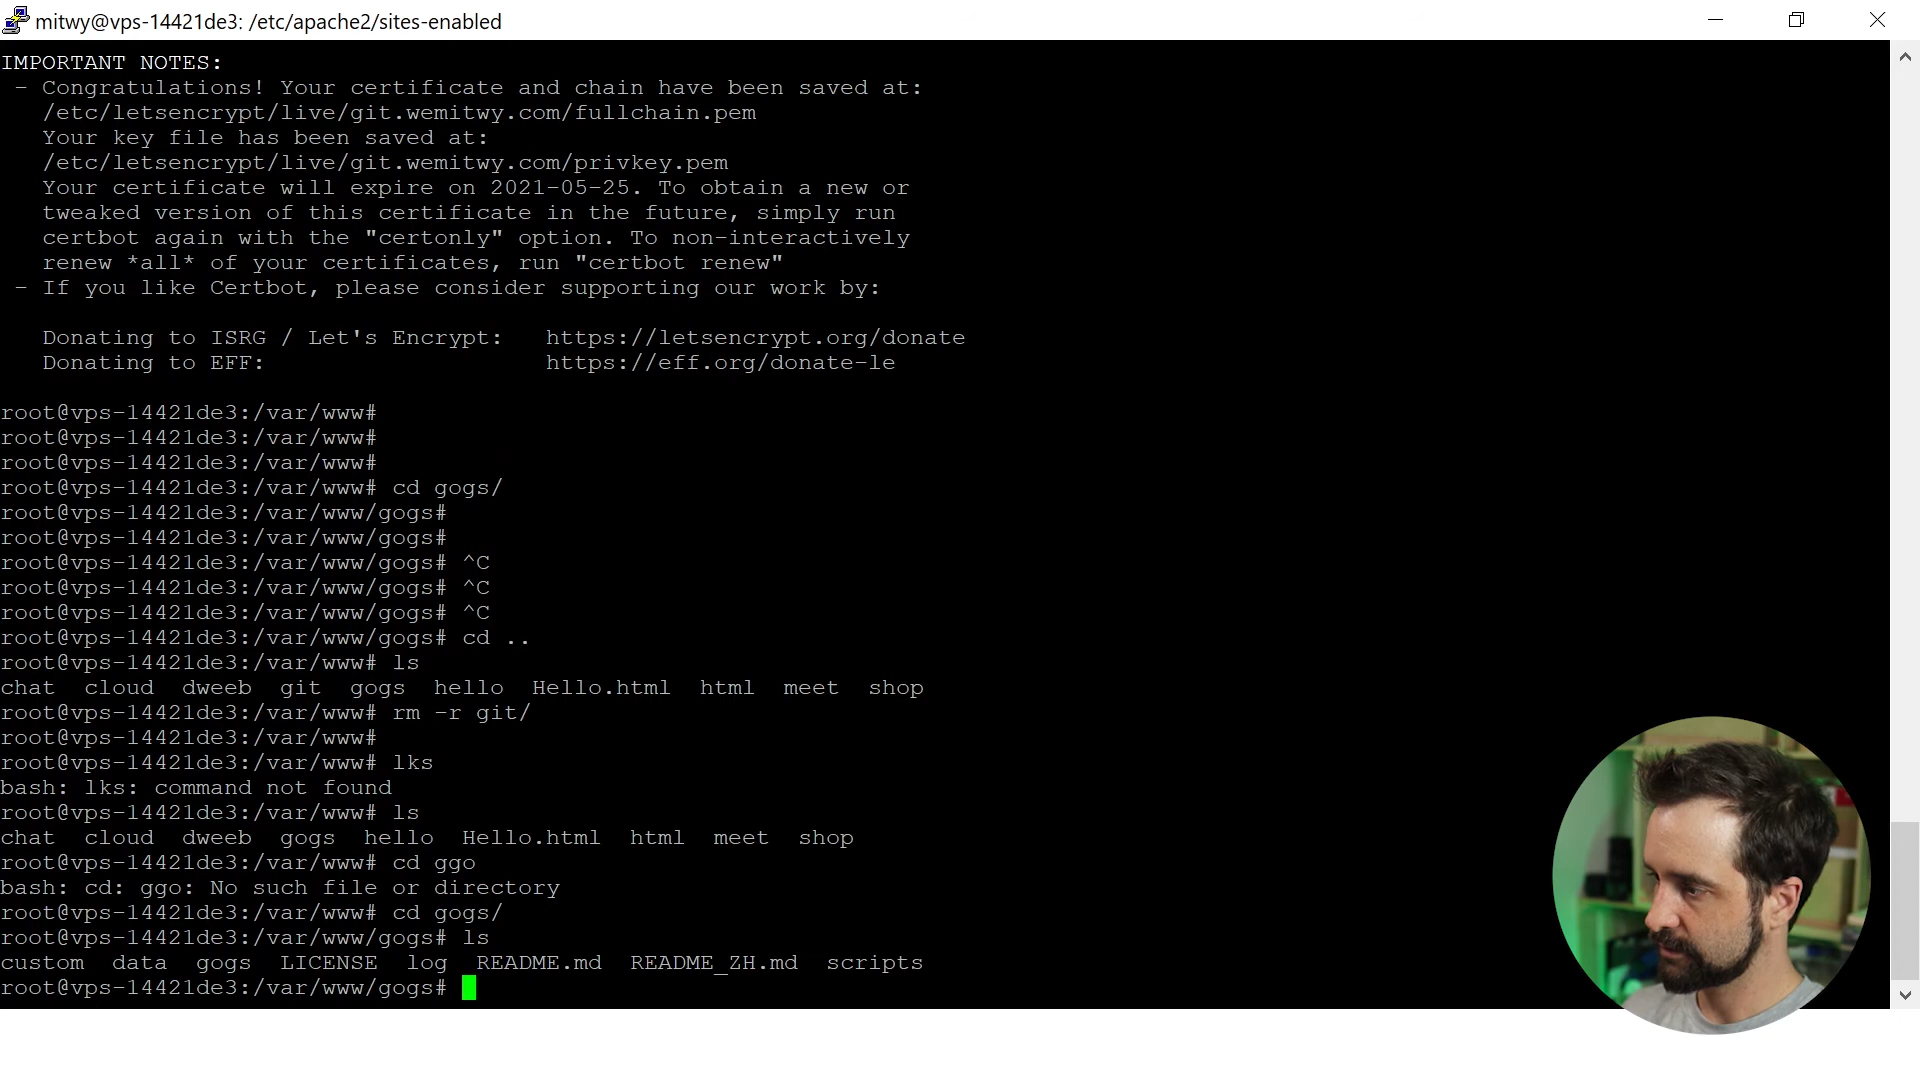 mitwy@vps-14421de3: /etc/apache2/sites-enabled
IMPORTANT NOTES:
- Congratulations! Your certificate and chain have been saved at:
/etc/letsencrypt/live/git.wemitwy.com/fullchain.pem
Your key file has been saved at:
/etc/letsencrypt/live/git.wemitwy.com/privkey.pem
Your certificate will expire on 2021-05-25. To obtain a new or
tweaked version of this certificate in the future, simply run
certbot again with the "certonly" option. To non-interactively
renew *all* of your certificates, run "certbot renew"
- If you like Certbot, please consider supporting our work by:
Donating to ISRG / Let's Encrypt:   https://letsencrypt.org/donate
Donating to EFF:                    https://eff.org/donate-le
root@vps-14421de3:/var/www#
root@vps-14421de3:/var/www#
root@vps-14421de3:/var/www#
root@vps-14421de3:/var/www# cd gogs/
root@vps-14421de3:/var/www/gogs#
root@vps-14421de3:/var/www/gogs#
root@vps-14421de3:/var/www/gogs# ^C
root@vps-14421de3:/var/www/gogs# ^C
root@vps-14421de3:/var/www/gogs# ^C
root@vps-14421de3:/var/www/gogs# cd ..
root@vps-14421de3:/var/www# ls
chat  cloud  dweeb  git  gogs  hello  Hello.html  html  meet  shop
root@vps-14421de3:/var/www# rm -r git/
root@vps-14421de3:/var/www#
root@vps-14421de3:/var/www# lks
bash: lks: command not found
root@vps-14421de3:/var/www# ls
chat  cloud  dweeb  gogs  hello  Hello.html  html  meet  shop
root@vps-14421de3:/var/www# cd ggo
bash: cd: ggo: No such file or directory
root@vps-14421de3:/var/www# cd gogs/
root@vps-14421de3:/var/www/gogs# ls
custom  data  gogs  LICENSE  log  README.md  README_ZH.md  scripts
root@vps-14421de3:/var/www/gogs#